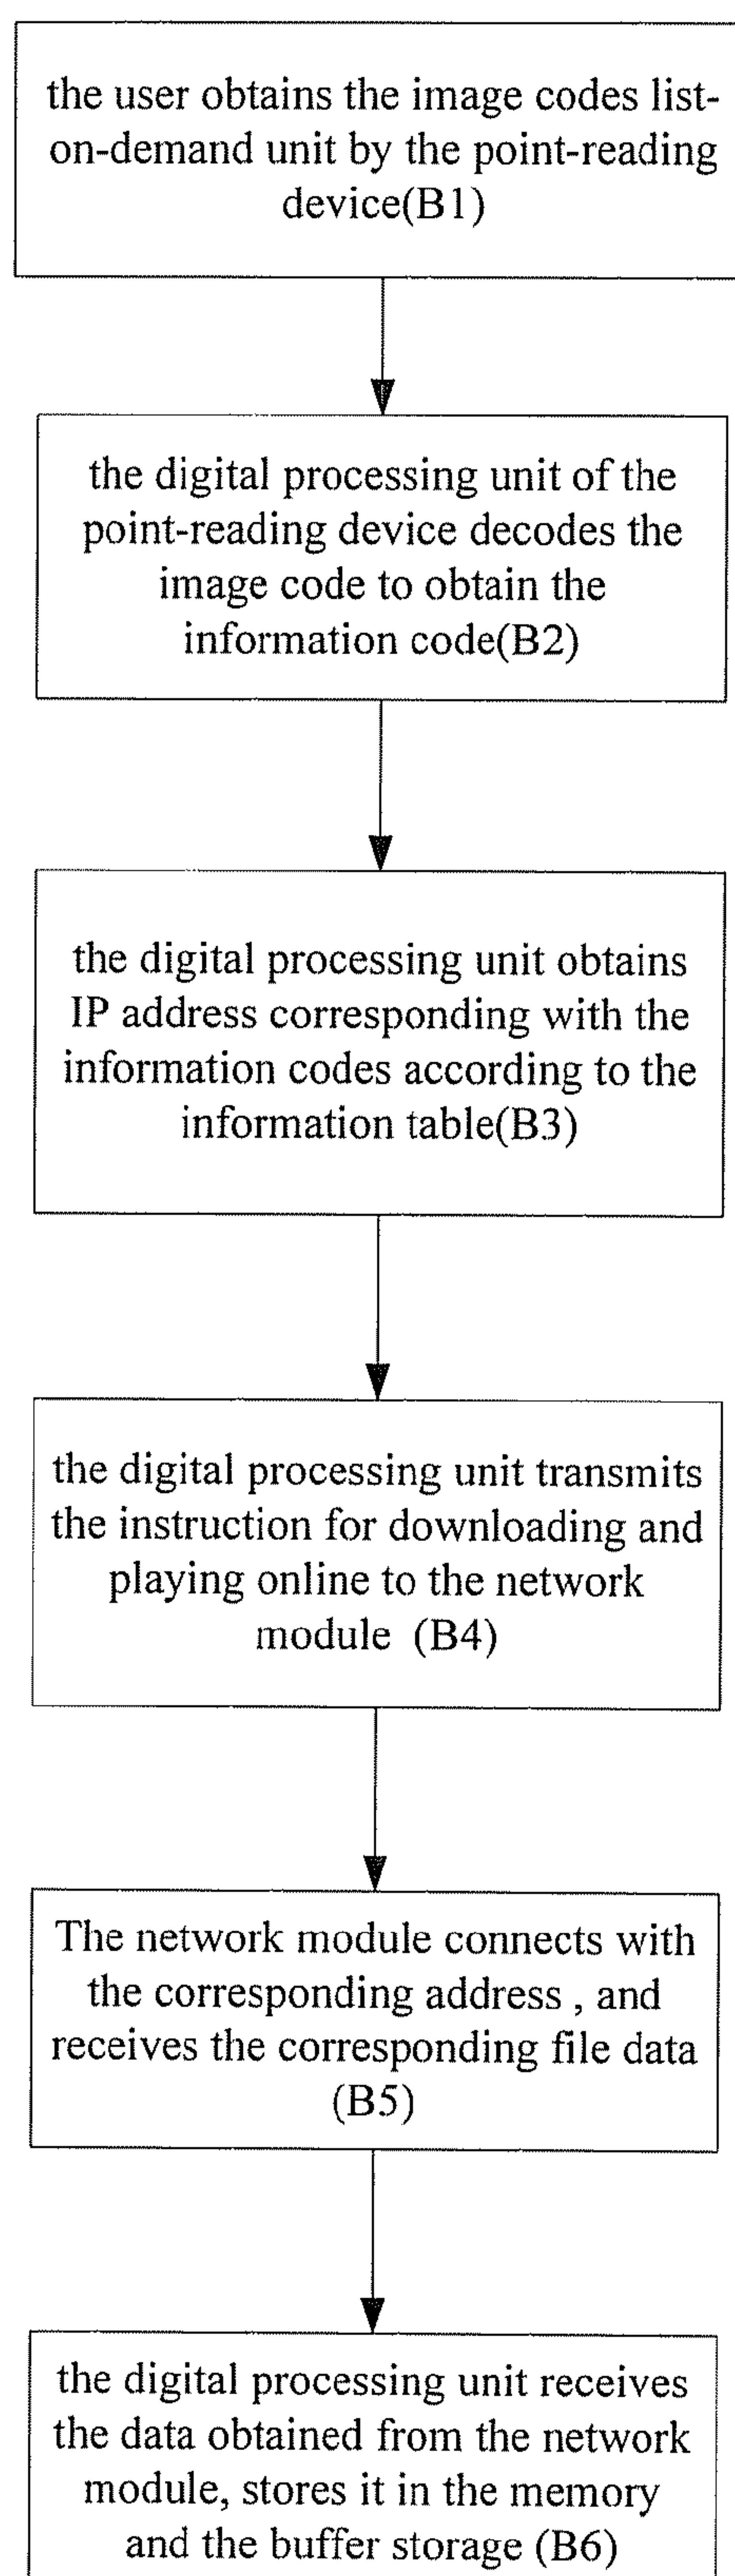 the user obtains the image codes list-
on-demand unit by the point-reading
device(B1)
the digital processing unit of the
point-reading device decodes the
image code to obtain the
information code(B2)
the digital processing unit obtains
IP address corresponding with the
information codes according to the
information table(B3)
the digital processing unit transmits
the instruction for downloading and
playing online to the network
module (B4)
The network module connects with
the corresponding address , and
receives the corresponding file data
(B5)
the digital processing unit receives
the data obtained from the network
module, stores it in the memory
and the buffer storage (B6)